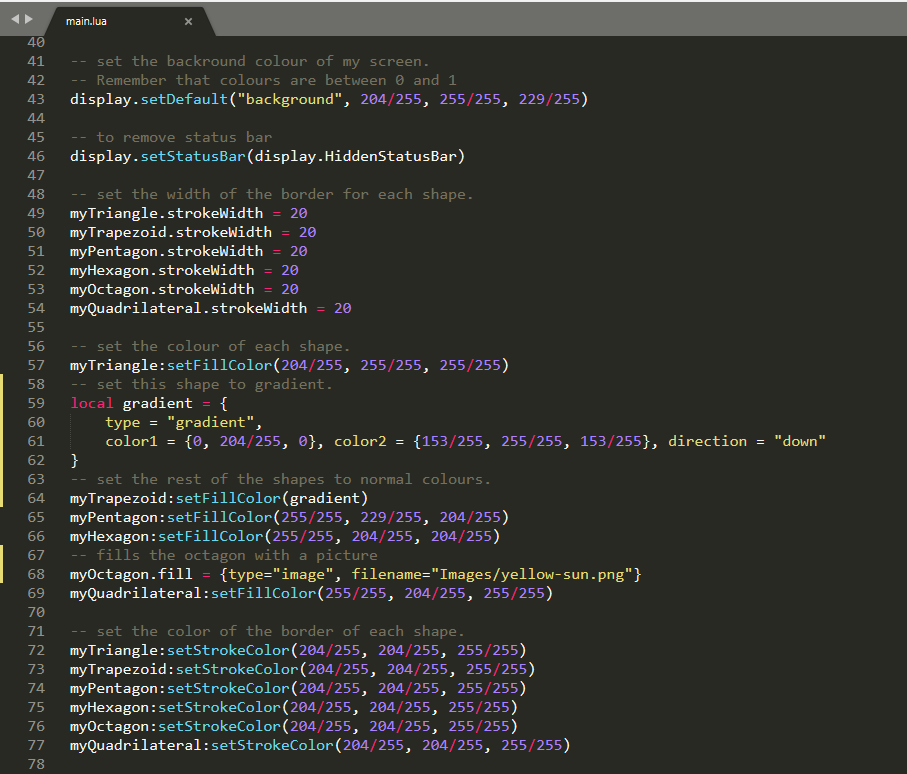 main.lua
40
41 -- set the backround colour of my screen.
42 -- Remember that colours are between 0 and 1
43 display.setDefault("background", 204/255, 255/255, 229/255)
44
45 -- to remove status bar
46 display.setStatusBar(display.HiddenStatusBar)
47
48 -- set the width of the border for each shape.
49 myTriangle.strokeWidth = 20
50 myTrapezoid.strokeWidth = 20
51 myPentagon.strokeWidth = 20
52 myHexagon.strokeWidth = 20
53 myOctagon.strokeWidth = 20
54 myQuadrilateral.strokeWidth = 20
55
56 -- set the colour of each shape.
57 myTriangle:setFillColor(204/255, 255/255, 255/255)
58 -- set this shape to gradient.
59 local gradient = {
60     type = "gradient",
61     color1 = {0, 204/255, 0}, color2 = {153/255, 255/255, 153/255}, direction = "down"
62 }
63 -- set the rest of the shapes to normal colours.
64 myTrapezoid:setFillColor(gradient)
65 myPentagon:setFillColor(255/255, 229/255, 204/255)
66 myHexagon:setFillColor(255/255, 204/255, 204/255)
67 -- fills the octagon with a picture
68 myOctagon.fill = {type="image", filename="Images/yellow-sun.png"}
69 myQuadrilateral:setFillColor(255/255, 204/255, 255/255)
70
71 -- set the color of the border of each shape.
72 myTriangle:setStrokeColor(204/255, 204/255, 255/255)
73 myTrapezoid:setStrokeColor(204/255, 204/255, 255/255)
74 myPentagon:setStrokeColor(204/255, 204/255, 255/255)
75 myHexagon:setStrokeColor(204/255, 204/255, 255/255)
76 myOctagon:setStrokeColor(204/255, 204/255, 255/255)
77 myQuadrilateral:setStrokeColor(204/255, 204/255, 255/255)
78